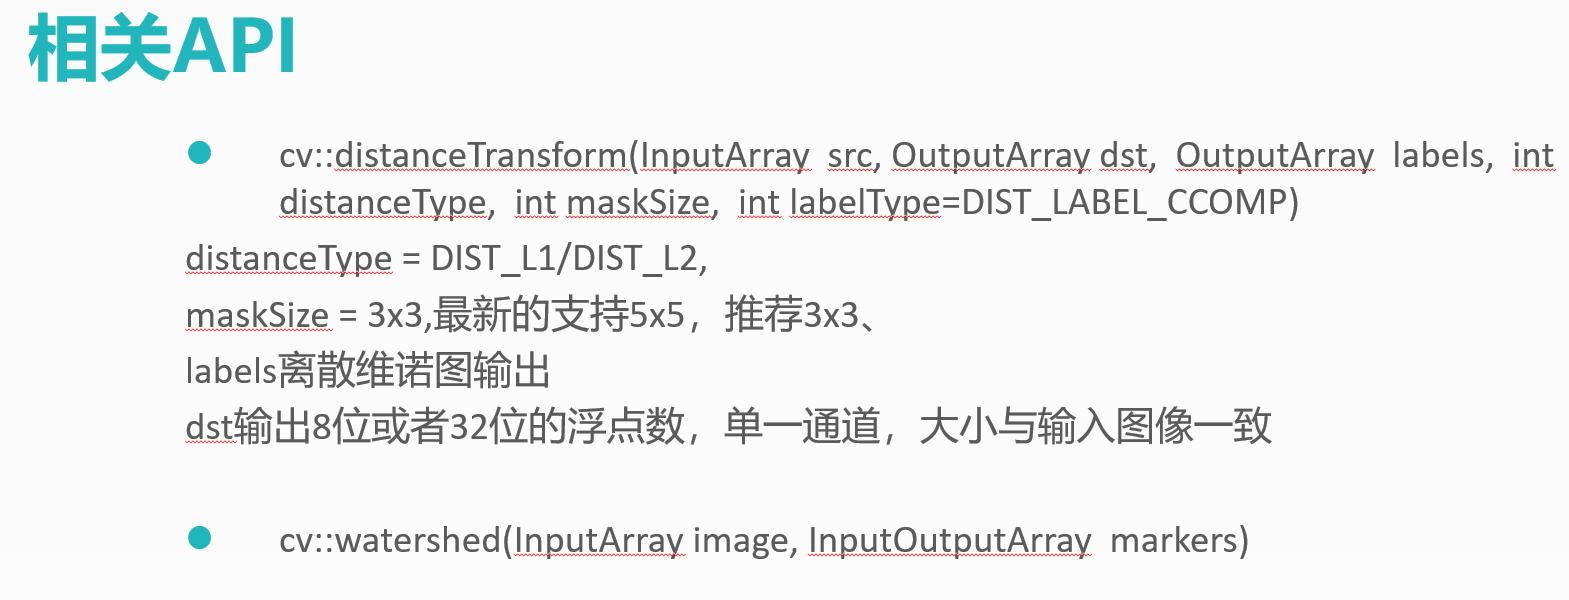 相关API
cv::distanceTransform(InputArray src, OutputArray dst, OutputArray labels, int
distanceType, int maskSize, int labelType=DIST_LABEL_CCOMP)
distanceType = DIST_L1/DIST_L2,
maskSize = 3x3,最新的支持5x5，推荐3x3、
labels离散维诺图输出
dst输出8位或者32位的浮点数，单一通道，大小与输入图像一致
cv::watershed(InputArray image, InputOutputArray markers)